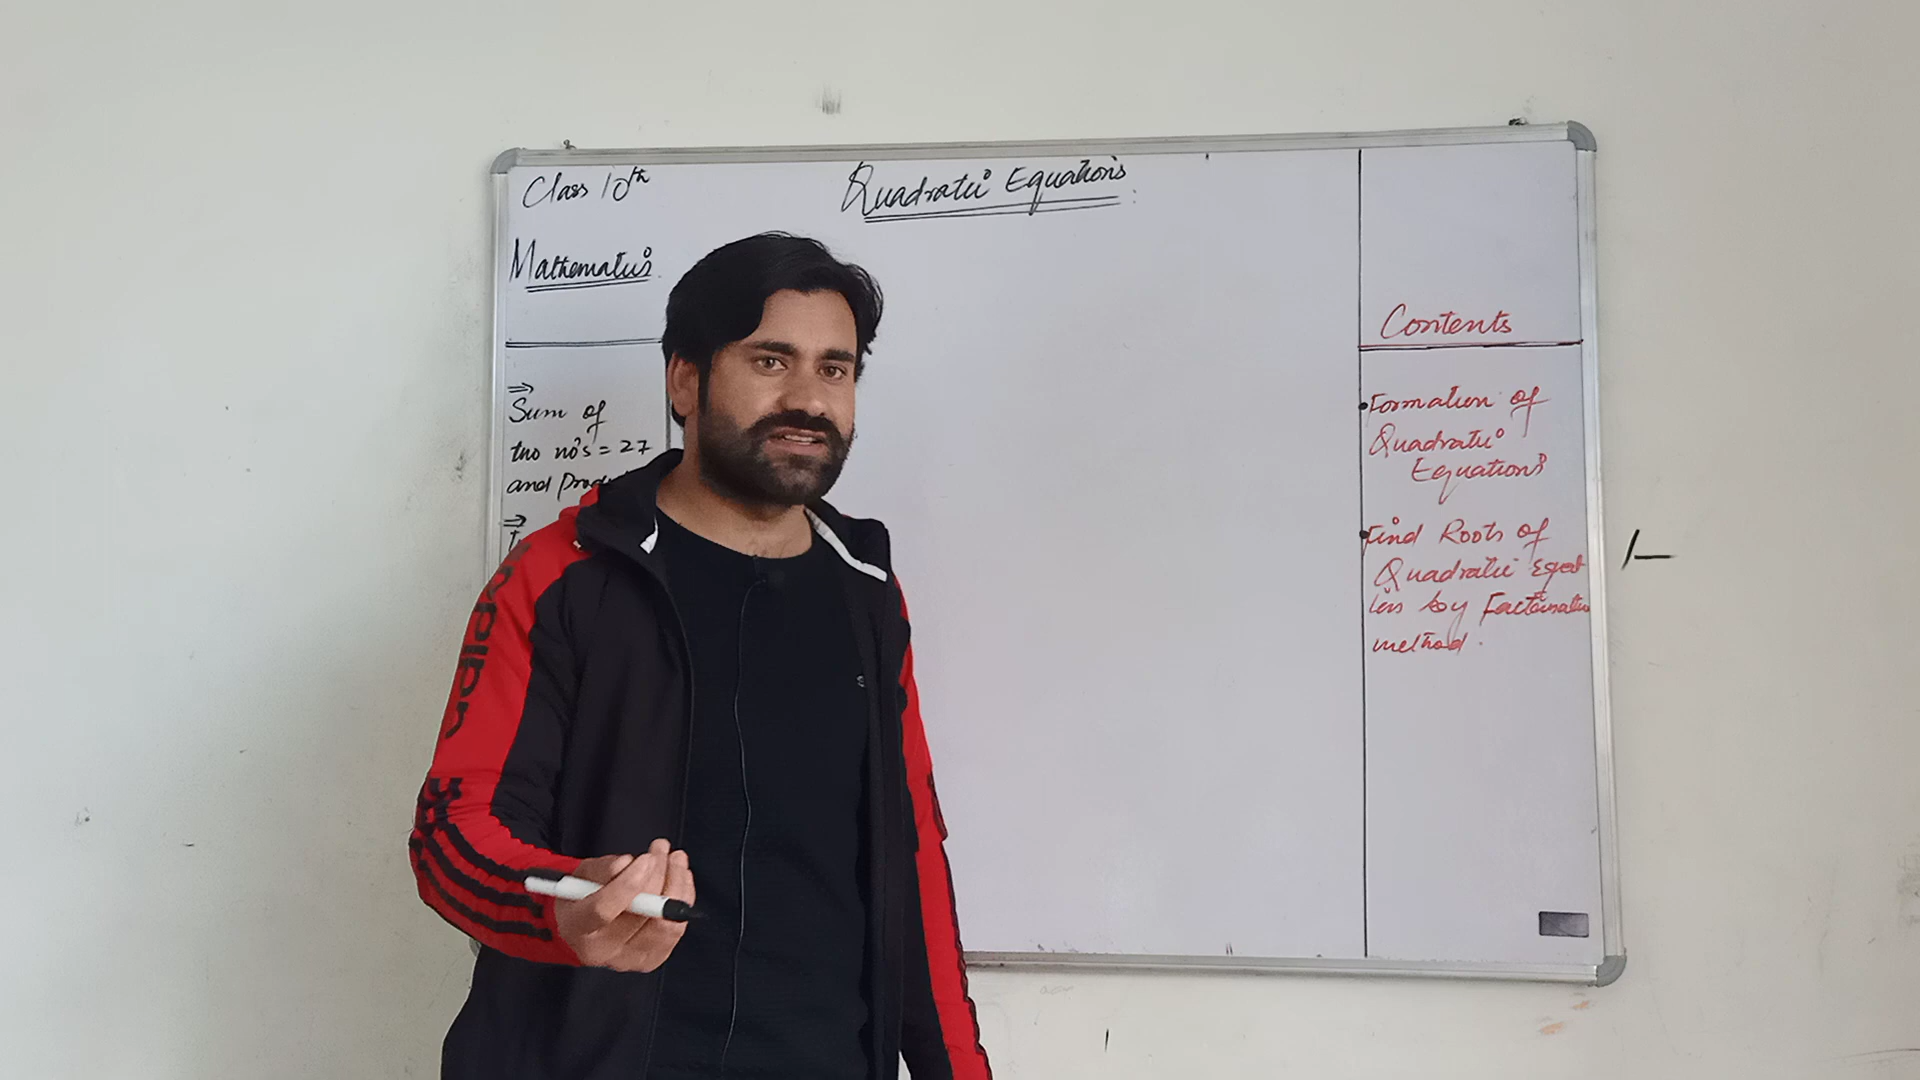 Class 10th
Quadratic Equations
Mathematics
⇒
Sum of
two no's = 27
and Produ
⇒
Contents
• Formation of
Quadratic
Equations
• Find Roots of
Quadratic Equat
ions by Factorisation
method.